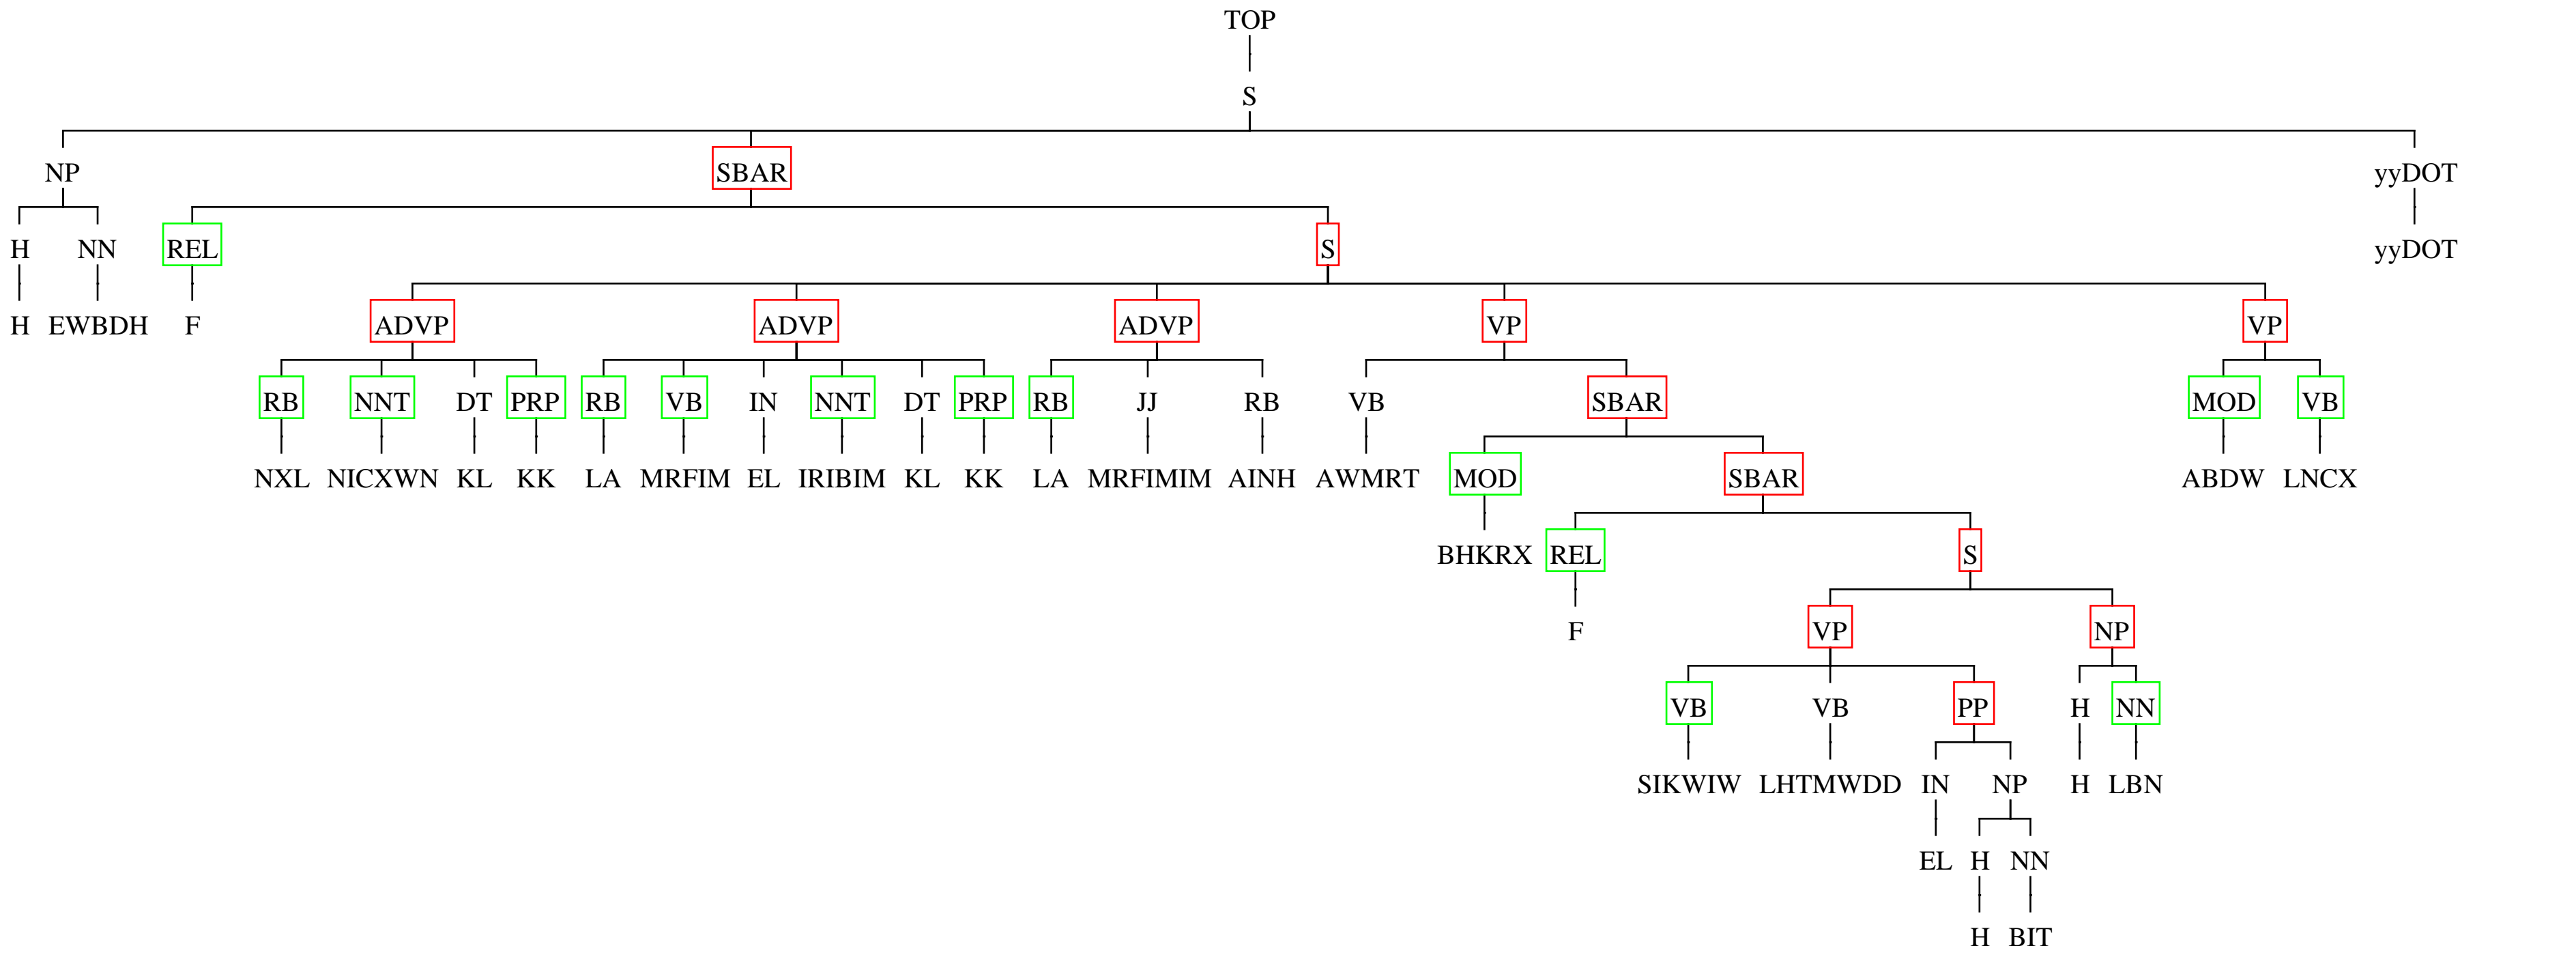 TOP
S
NP SBAR yyDOT
H NN REL S yyDOT
H EWBDH F ADVP ADVP ADVP VP VP
RB NNT DT PRP RB VB IN NNT DT PRP RB JJ RB VB SBAR MOD VB
NXL NICXWN KL KK LA MRFIM EL IRIBIM KL KK LA MRFIMIM AINH AWMRT MOD SBAR ABDW LNCX
BHKRX REL S
F VP NP
VB VB PP H NN
SIKWIW LHTMWDD IN NP H LBN
EL H NN
H BIT